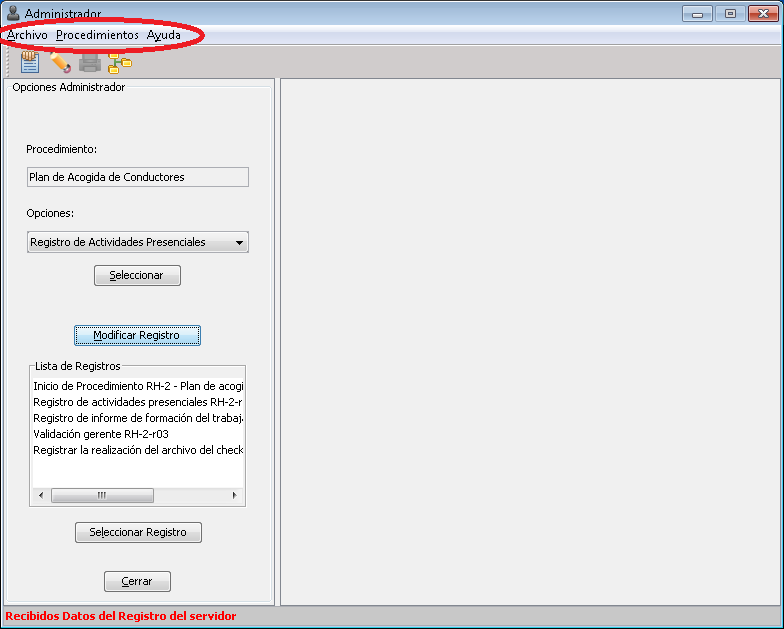 Administrador
Archivo Procedimientos Ayuda
Opciones Administrador
Procedimiento:
Plan de Acogida de Conductores
Opciones:
Registro de Actividades Presenciales
Seleccionar
Modificar Registro
Lista de Registros
Inicio de Procedimiento RH-2 - Plan de acogi
Registro de actividades presenciales RH-2-r
Registro de informe de formación del trabaja
Validación gerente RH-2-r03
Registrar la realización del archivo del check
Seleccionar Registro
Cerrar
Recibidos Datos del Registro del servidor